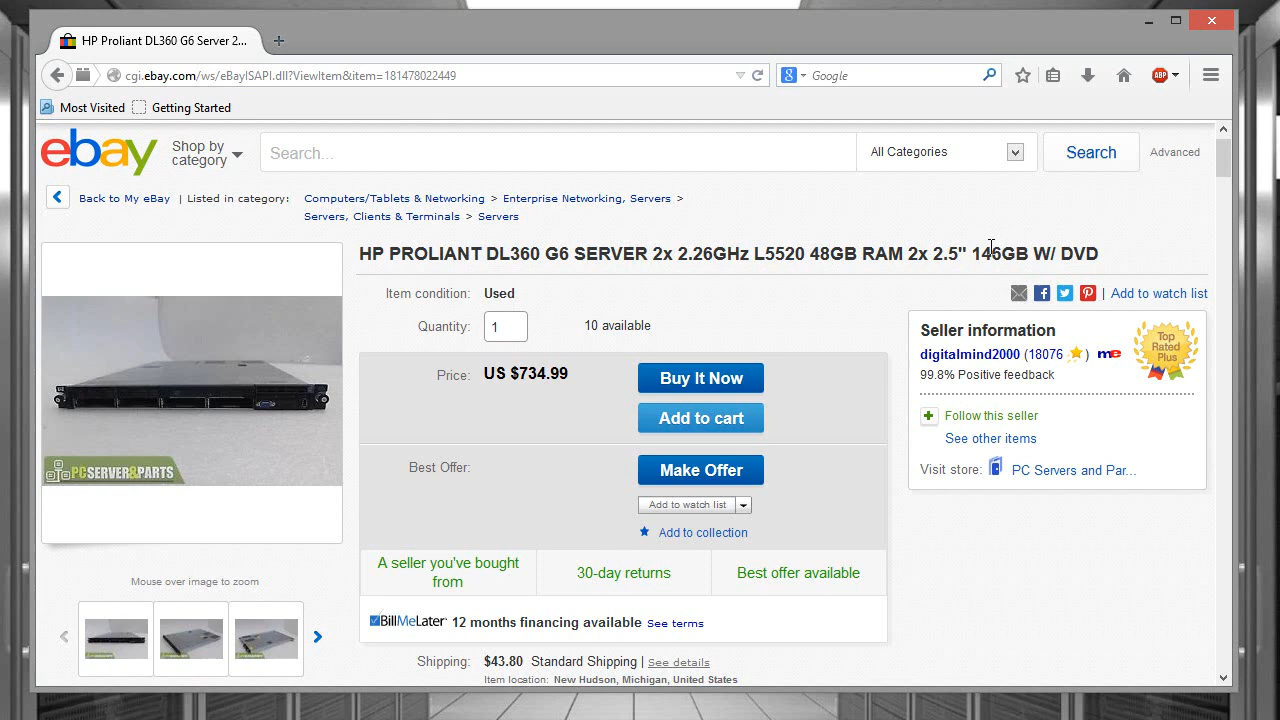 HP Proliant DL360 G6 Server 2...
cgi.ebay.com/ws/eBayISAPI.dll?ViewItem&item=181478022449
Google
ABP
Most Visited
Getting Started
ebay
Shop by
category
Search...
All Categories
Search
Advanced
Back to My eBay | Listed in category:
Computers/Tablets & Networking > Enterprise Networking, Servers >
Servers, Clients & Terminals > Servers
HP PROLIANT DL360 G6 SERVER 2x 2.26GHz L5520 48GB RAM 2x 2.5" 146GB W/ DVD
Item condition: Used
| Add to watch list
Quantity: 1 10 available
Price: US $734.99
Buy It Now
Add to cart
Best Offer:
Make Offer
Add to watch list
Add to collection
A seller you've bought
from
30-day returns
Best offer available
BillMeLater 12 months financing available See terms
Shipping: $43.80 Standard Shipping | See details
Item location: New Hudson, Michigan, United States
Seller information
digitalmind2000 (18076 ) me
99.8% Positive feedback
Top
Rated
Plus
Follow this seller
See other items
Visit store: PC Servers and Par...
PCSERVER&PARTS
Mouse over image to zoom